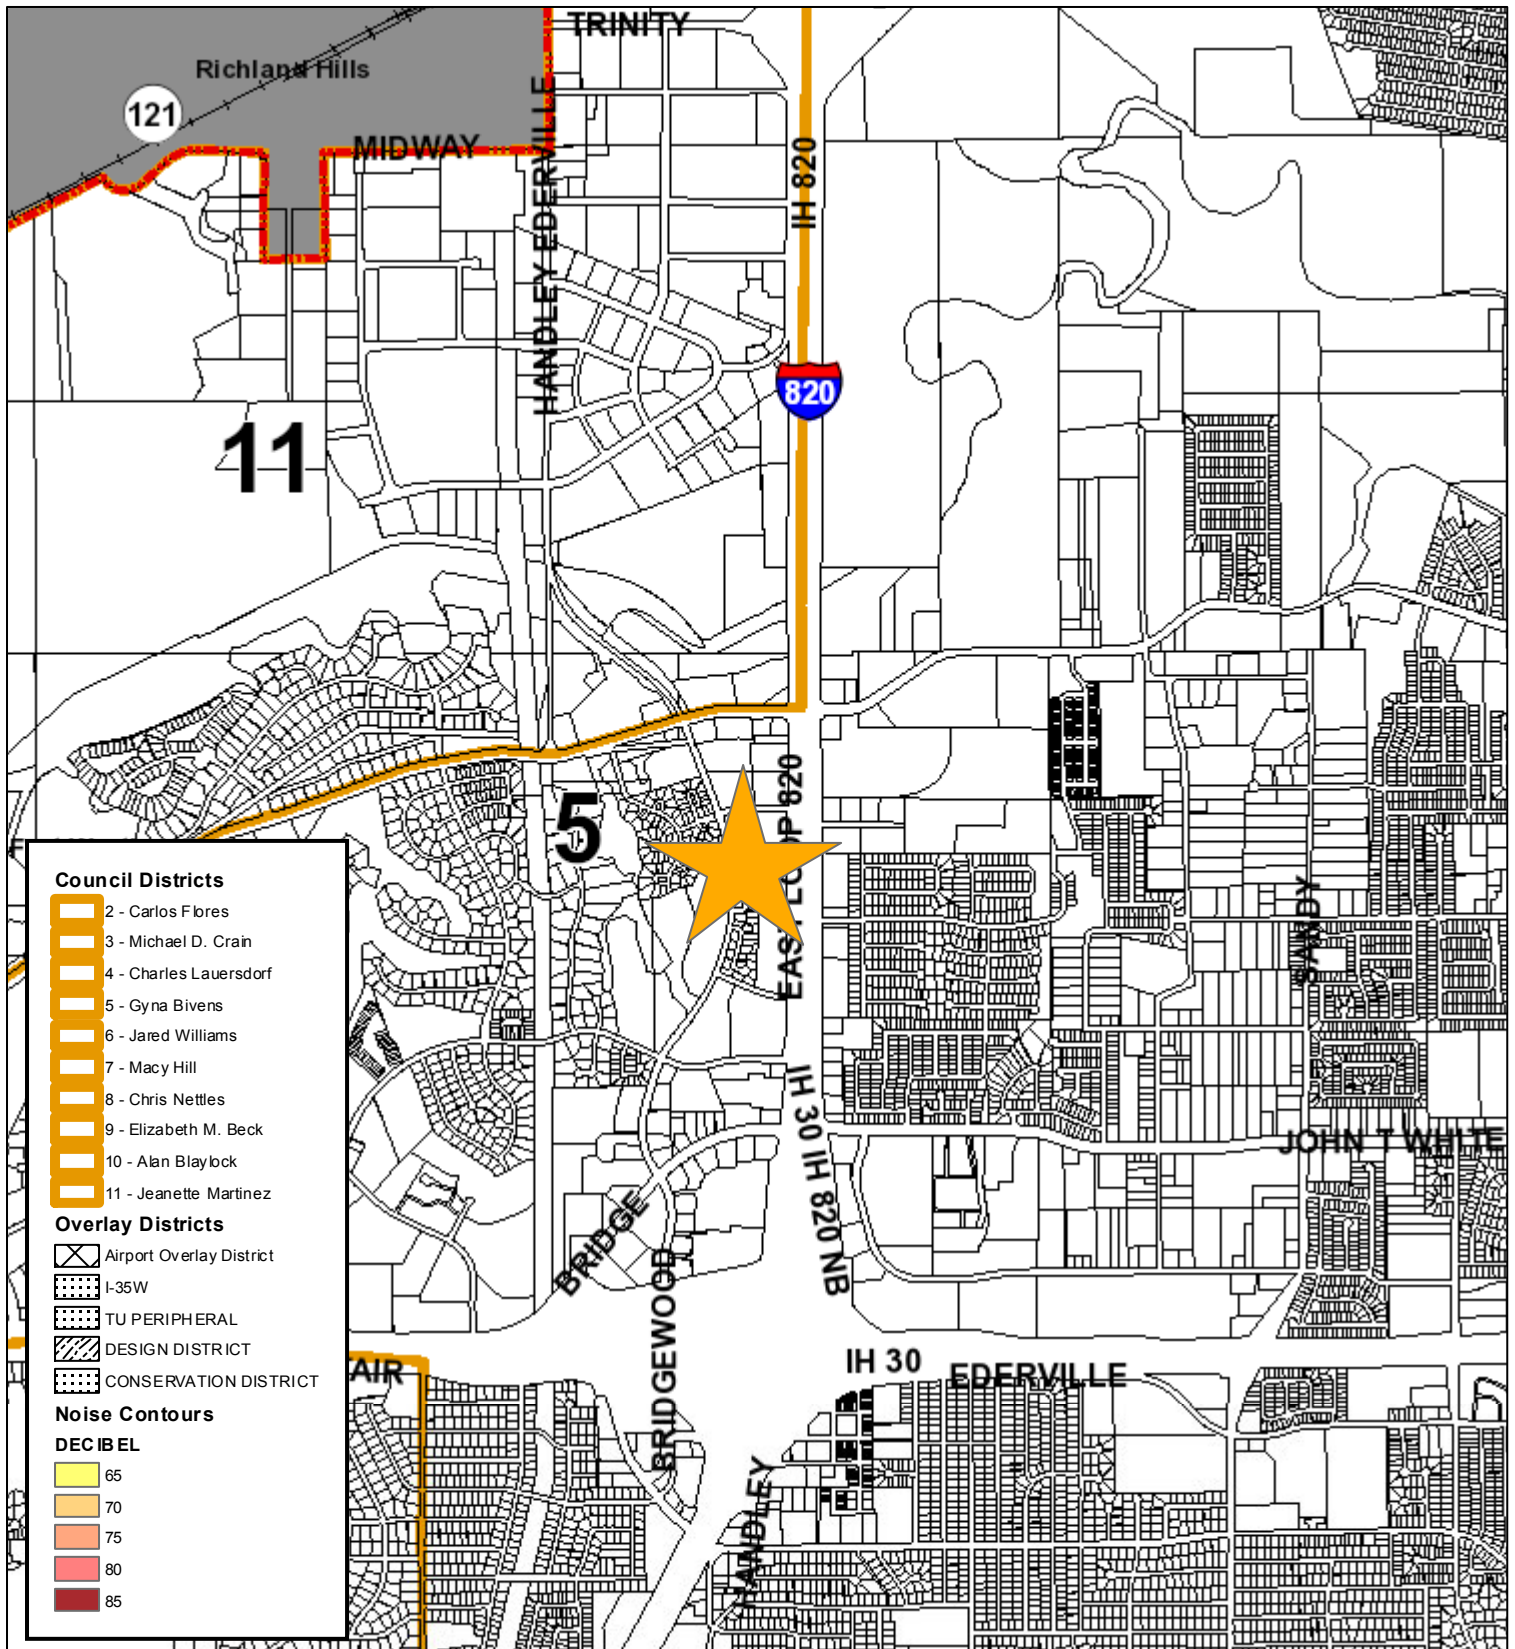 TRINITY
Richland Hills
121
MIDWAY
HANDLEY EDERVILLE
IH 820
820
11
5
EAST LOOP 820
SANDY
IH 30 IH 820 NB
JOHN T WHITE
BRIDGE
BRIDGEWOOD
IH 30
EDERVILLE
HANDLEY
Council Districts
2 - Carlos Flores
3 - Michael D. Crain
4 - Charles Lauersdorf
5 - Gyna Bivens
6 - Jared Williams
7 - Macy Hill
8 - Chris Nettles
9 - Elizabeth M. Beck
10 - Alan Blaylock
11 - Jeanette Martinez
Overlay Districts
Airport Overlay District
I-35W
TU PERIPHERAL
DESIGN DISTRICT
CONSERVATION DISTRICT
Noise Contours
DECIBEL
65
70
75
80
85